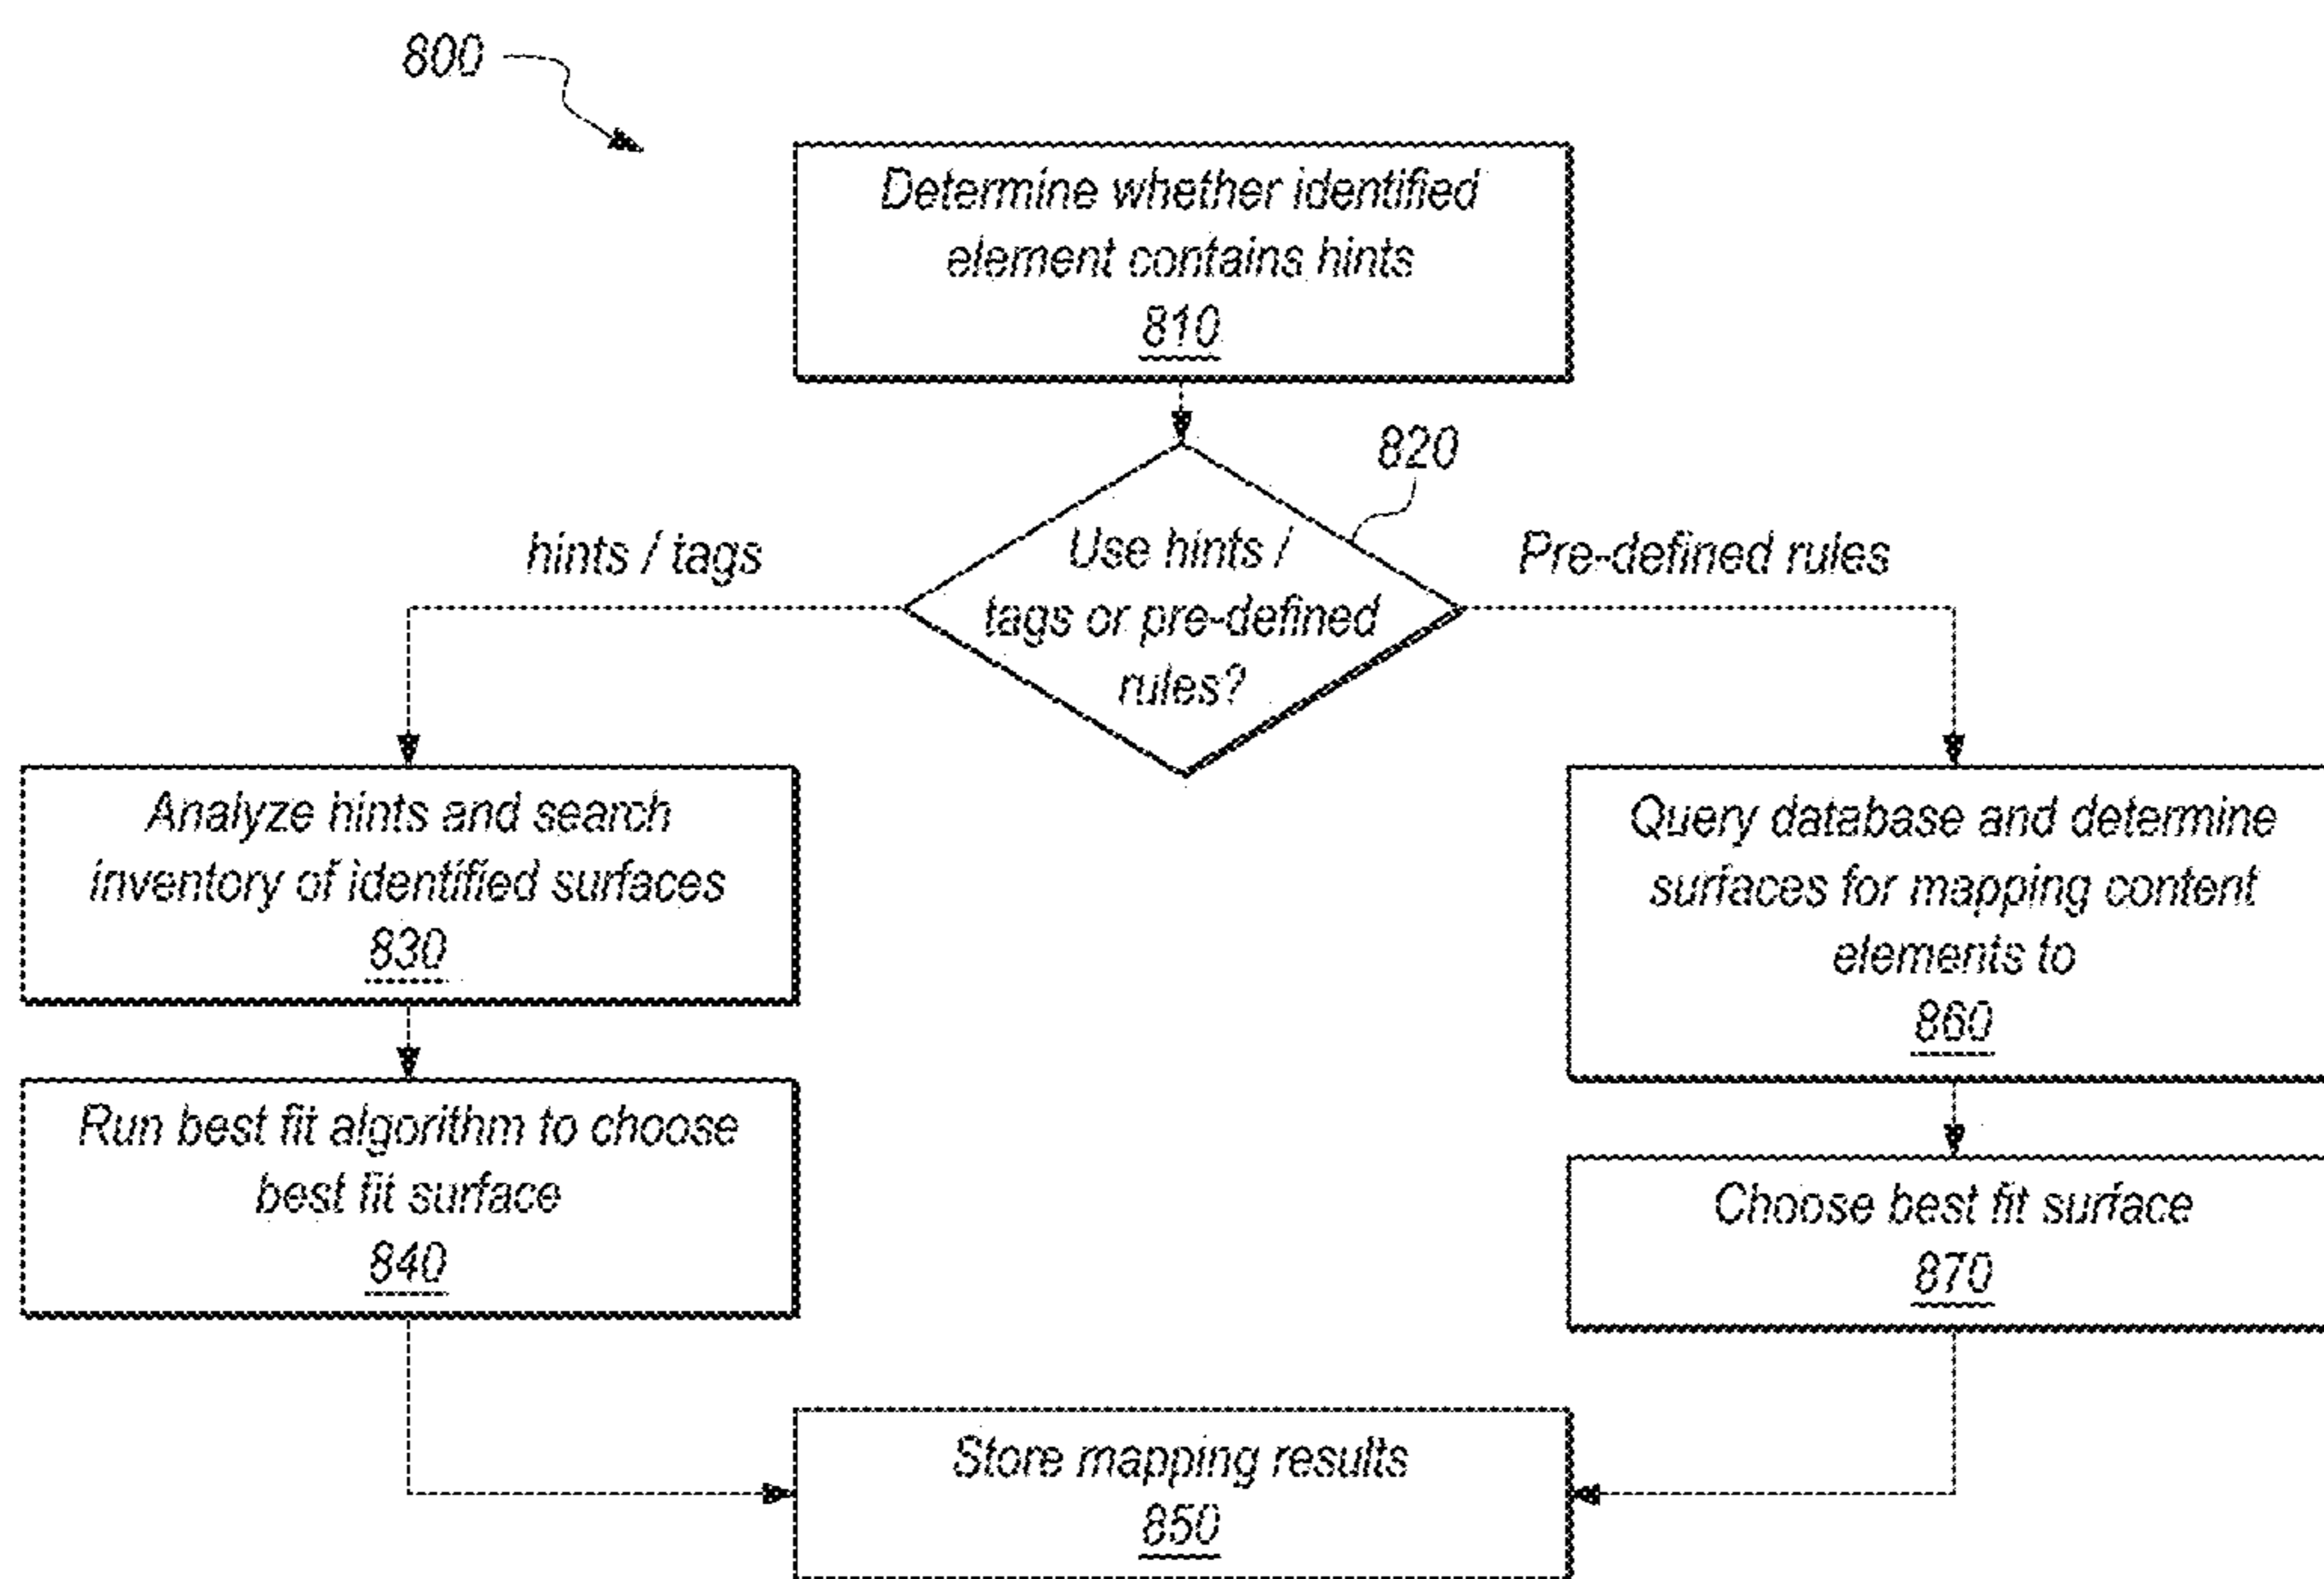 800
Determine whether identified
element contains hints
810
820
hints / tags
Use hints /
tags or pre-defined
rules?
Pre-defined rules
Analyze hints and search
inventory of identified surfaces
830
Run best fit algorithm to choose
best fit surface
840
Query database and determine
surfaces for mapping content
elements to
860
Choose best fit surface
870
Store mapping results
850